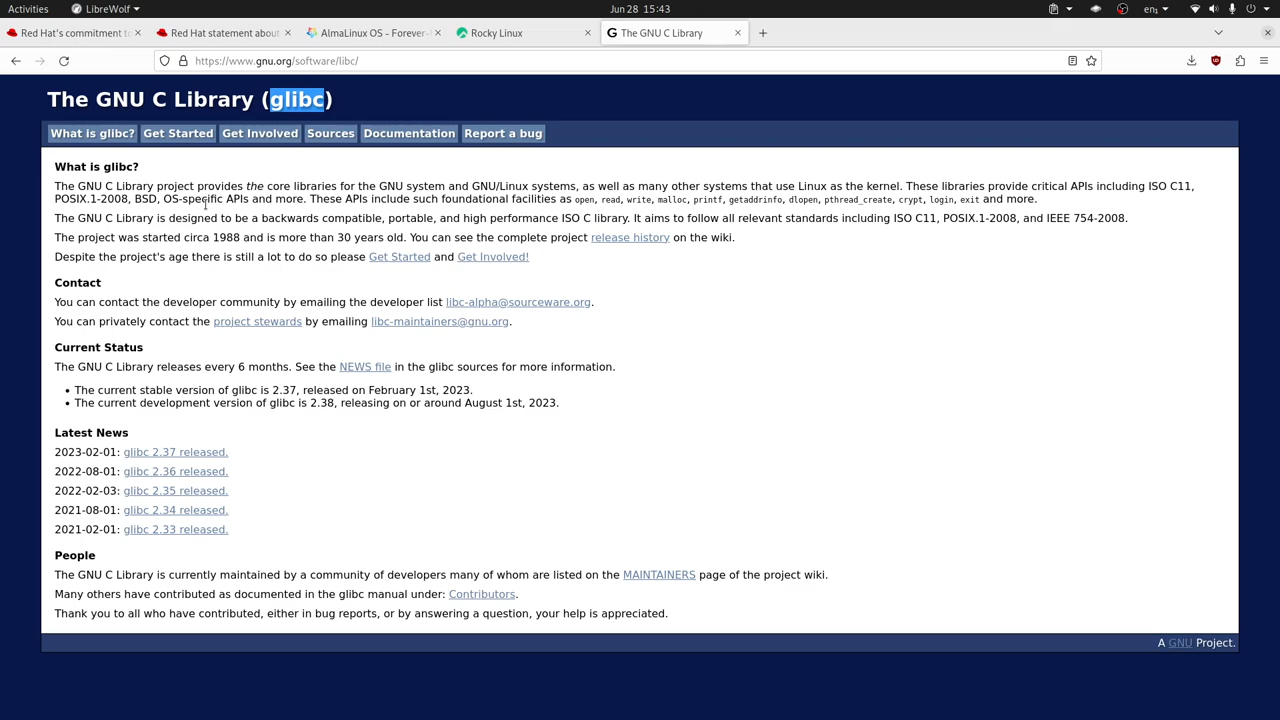 Activities LibreWolf Jun 28 15:43 en₁
Red Hat's commitment to Red Hat statement about AlmaLinux OS - Forever- Rocky Linux G The GNU C Library
https://www.gnu.org/software/libc/
The GNU C Library (glibc)
What is glibc? Get Started Get Involved Sources Documentation Report a bug
What is glibc?
The GNU C Library project provides the core libraries for the GNU system and GNU/Linux systems, as well as many other systems that use Linux as the kernel. These libraries provide critical APIs including ISO C11,
POSIX.1-2008, BSD, OS-specific APIs and more. These APIs include such foundational facilities as open, read, write, malloc, printf, getaddrinfo, dlopen, pthread_create, crypt, login, exit and more.
The GNU C Library is designed to be a backwards compatible, portable, and high performance ISO C library. It aims to follow all relevant standards including ISO C11, POSIX.1-2008, and IEEE 754-2008.
The project was started circa 1988 and is more than 30 years old. You can see the complete project release history on the wiki.
Despite the project's age there is still a lot to do so please Get Started and Get Involved!
Contact
You can contact the developer community by emailing the developer list libc-alpha@sourceware.org.
You can privately contact the project stewards by emailing libc-maintainers@gnu.org.
Current Status
The GNU C Library releases every 6 months. See the NEWS file in the glibc sources for more information.
• The current stable version of glibc is 2.37, released on February 1st, 2023.
• The current development version of glibc is 2.38, releasing on or around August 1st, 2023.
Latest News
2023-02-01: glibc 2.37 released.
2022-08-01: glibc 2.36 released.
2022-02-03: glibc 2.35 released.
2021-08-01: glibc 2.34 released.
2021-02-01: glibc 2.33 released.
People
The GNU C Library is currently maintained by a community of developers many of whom are listed on the MAINTAINERS page of the project wiki.
Many others have contributed as documented in the glibc manual under: Contributors.
Thank you to all who have contributed, either in bug reports, or by answering a question, your help is appreciated.
A GNU Project.